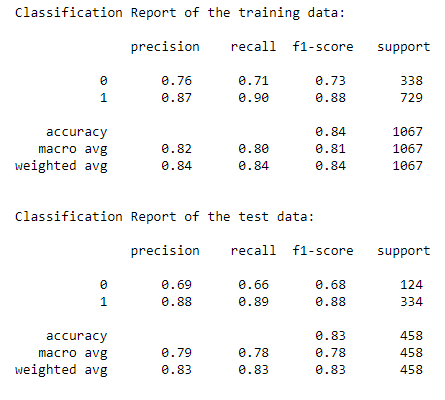 Classification Report of the training data:
precision recall f1-score support
0 0.76 0.71 0.73 338
1 0.87 0.90 0.88 729
accuracy 0.84 1067
macro avg 0.82 0.80 0.81 1067
weighted avg 0.84 0.84 0.84 1067
Classification Report of the test data:
precision recall f1-score support
0 0.69 0.66 0.68 124
1 0.88 0.89 0.88 334
accuracy 0.83 458
macro avg 0.79 0.78 0.78 458
weighted avg 0.83 0.83 0.83 458